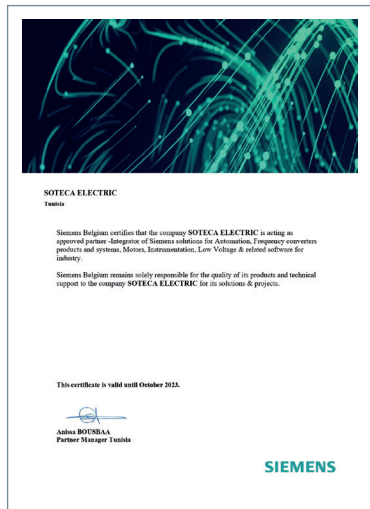 SOTECA ELECTRIC
Tunisia
Siemens Belgium certifies that the company SOTECA ELECTRIC is acting as
approved partner -Integrator of Siemens solutions for Automation, Frequency converters
products and systems, Motors, Instrumentation, Low Voltage & related software for
industry.
Siemens Belgium remains solely responsible for the quality of its products and technical
support to the company SOTECA ELECTRIC for its solutions & projects.
This certificate is valid until October 2023.
Anissa BOUSBAA
Partner Manager Tunisia
SIEMENS